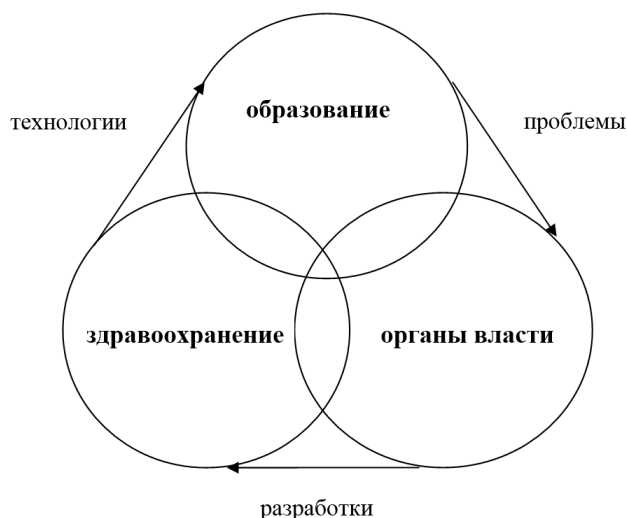 образование
технологии
проблемы
здравоохранение
органы власти
разработки